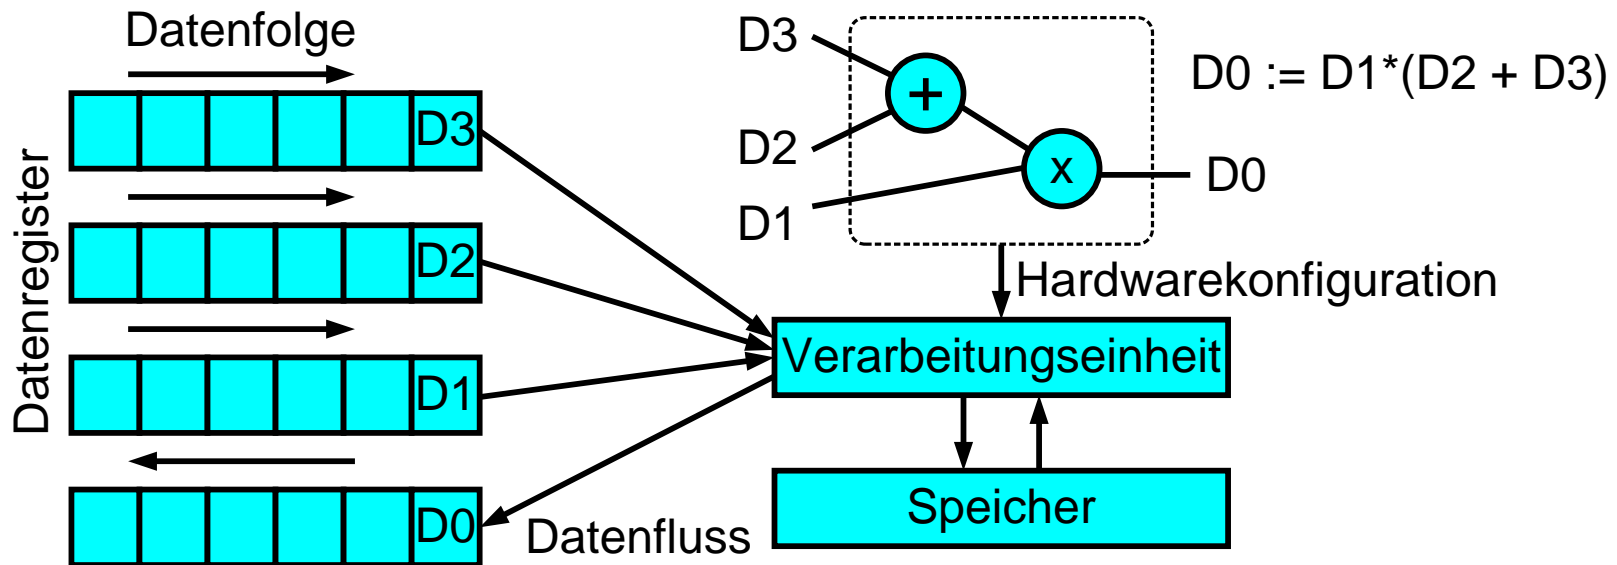 Datenfolge
Datenregister
D3
D2
D1
D0
Datenfluss
D3
D2
D1
+
x
D0
D0 := D1*(D2 + D3)
Hardwarekonfiguration
Verarbeitungseinheit
Speicher